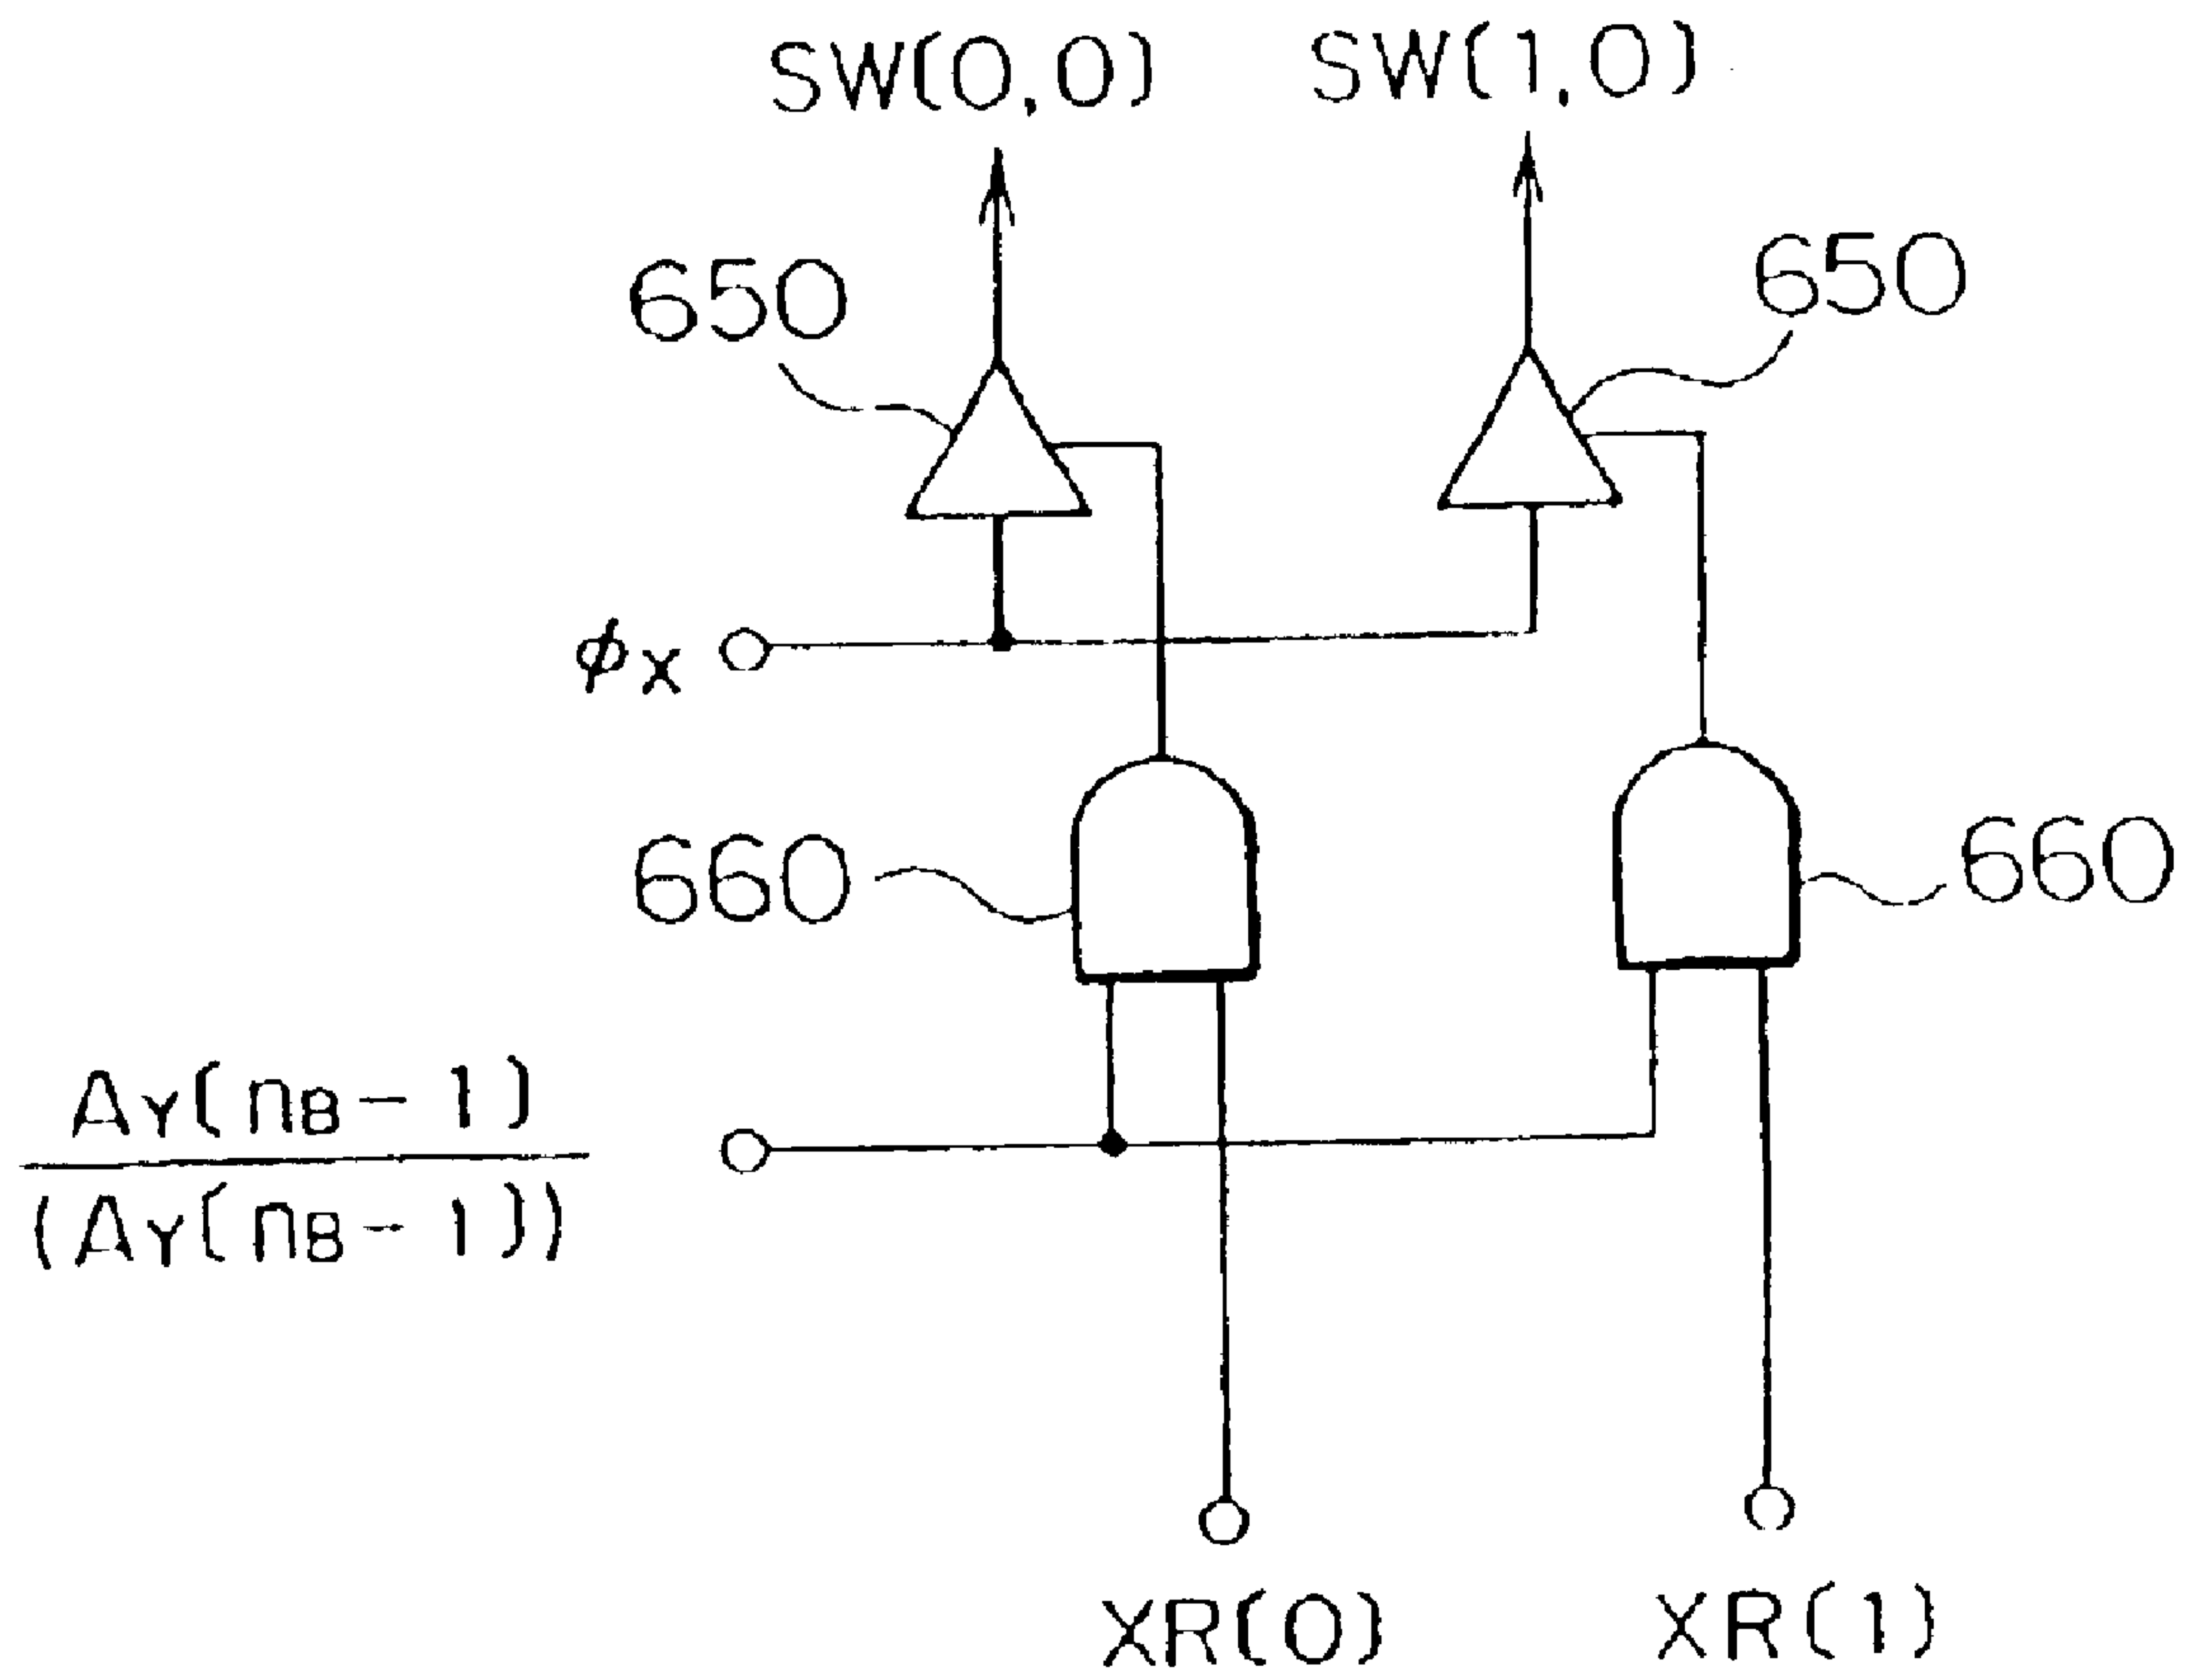 SW(0,0) SW(1,0)
650 650
ϕX
660 660
AY(nB-1)
(AY(nB-1))
XR(0) XR(1)